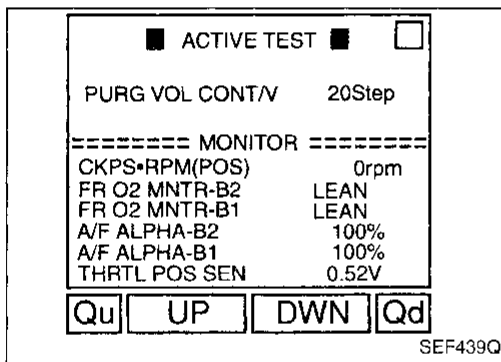 ACTIVE TEST
PURG VOL CONT/V 20Step
======== MONITOR ========
CKPS•RPM(POS) 0rpm
FR O2 MNTR-B2 LEAN
FR O2 MNTR-B1 LEAN
A/F ALPHA-B2 100%
A/F ALPHA-B1 100%
THRTL POS SEN 0.52V
Qu UP DWN Qd
SEF439Q